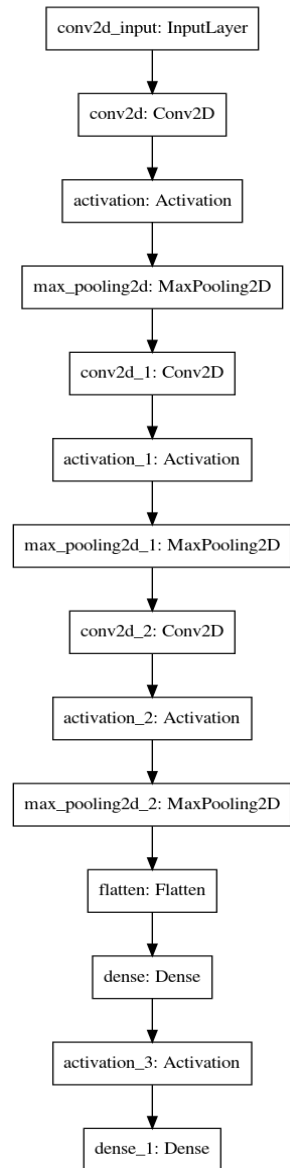 conv2d_input: InputLayer
conv2d: Conv2D
activation: Activation
max_pooling2d: MaxPooling2D
conv2d_1: Conv2D
activation_1: Activation
max_pooling2d_1: MaxPooling2D
conv2d_2: Conv2D
activation_2: Activation
max_pooling2d_2: MaxPooling2D
flatten: Flatten
dense: Dense
activation_3: Activation
dense_1: Dense